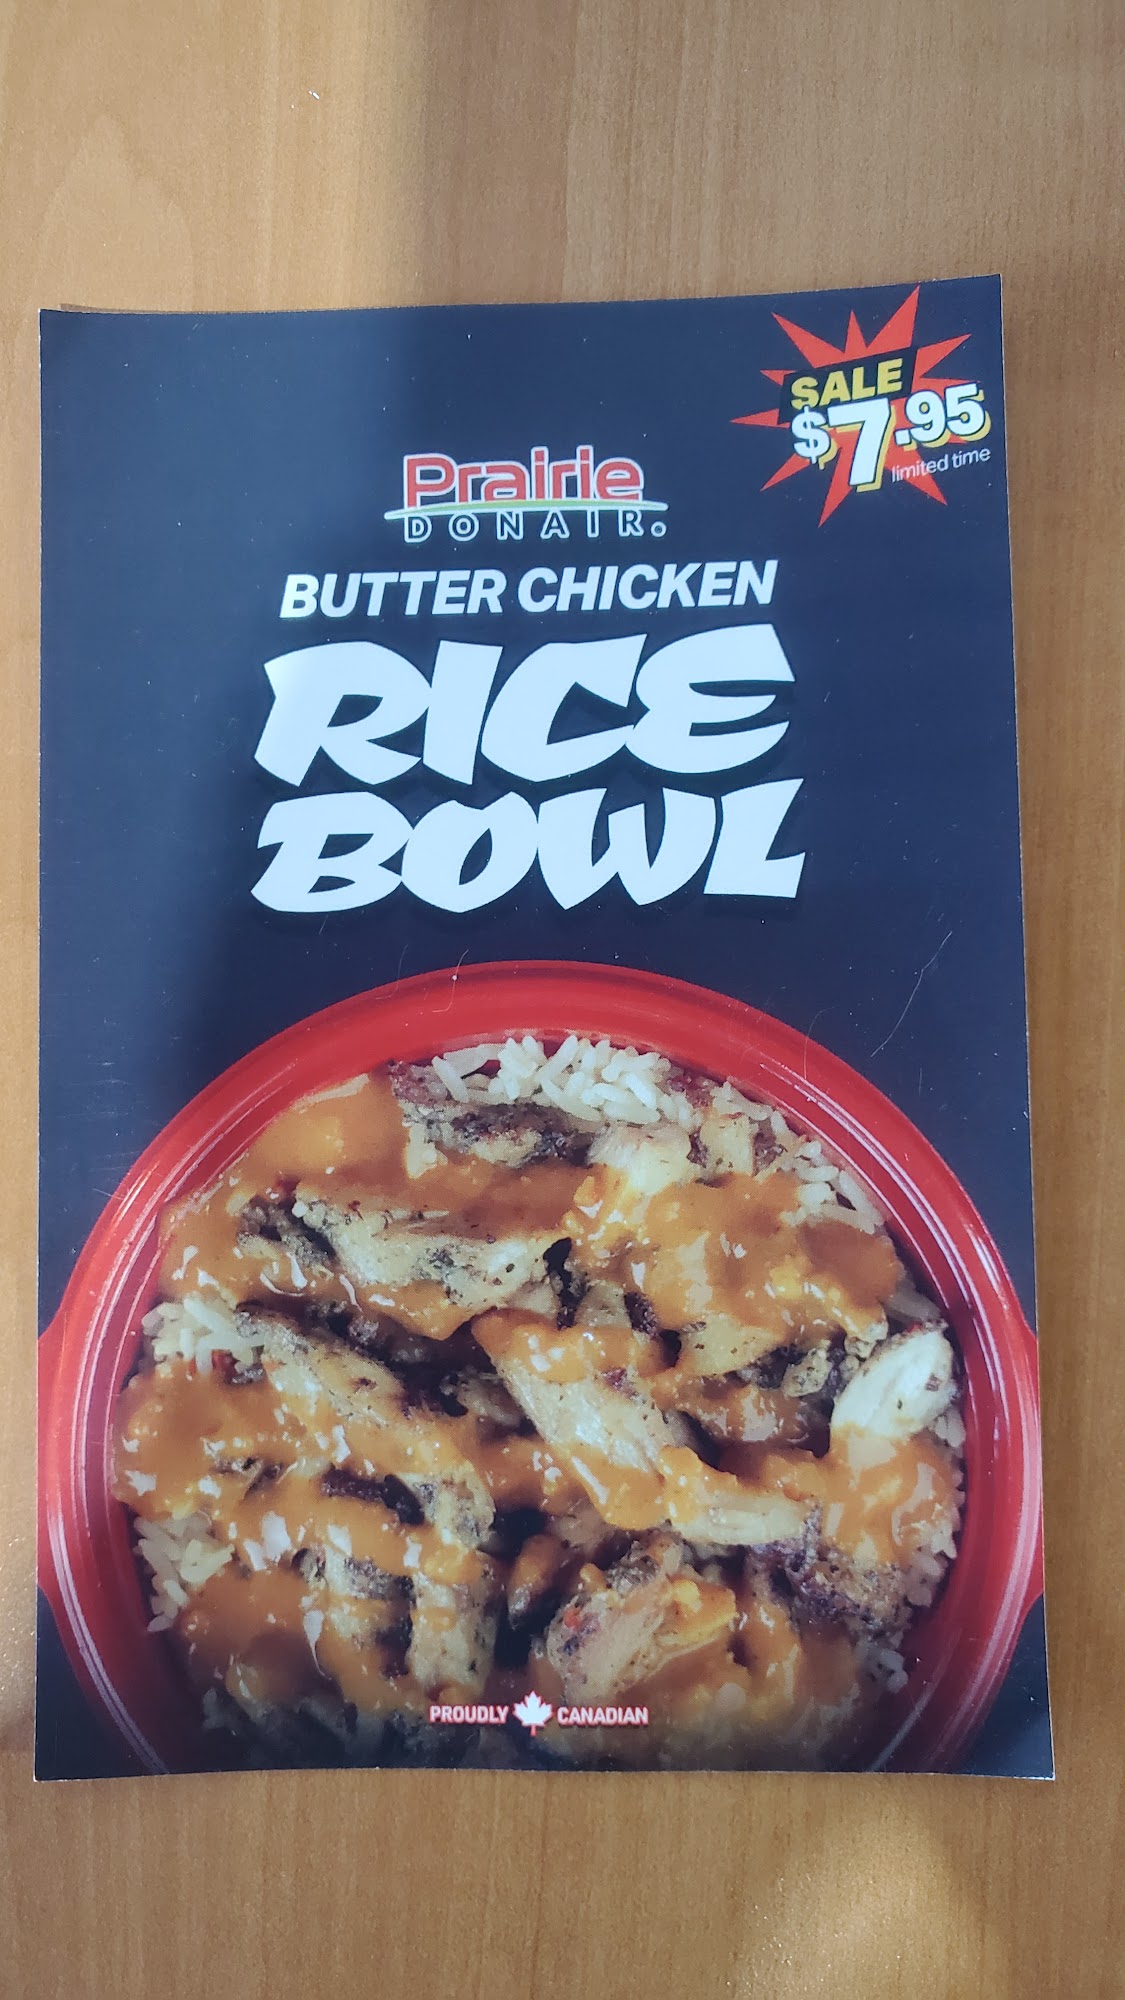 SALE
$7.95
limited time
Prairie
DONAIR.
BUTTER CHICKEN
RICE
BOWL
PROUDLY CANADIAN